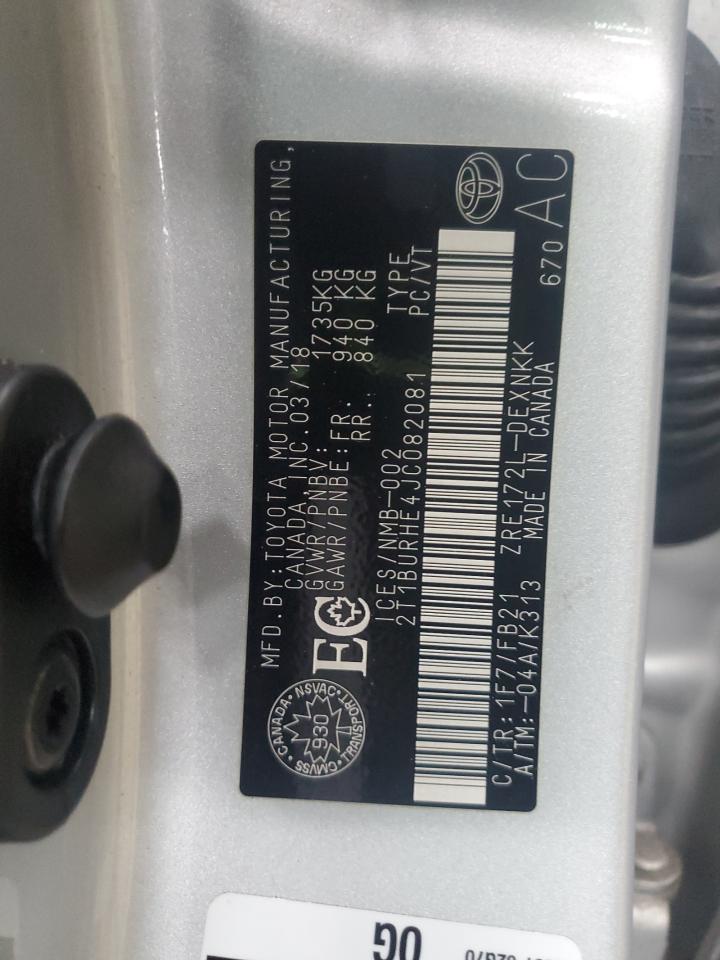 MFD.BY:TOYOTA MOTOR MANUFACTURING,
CANADA, INC.03/18
GVWR/PNBV: 1735KG
GAWR/PNBE:FR: 940 KG
RR: 840 KG
CANADA • NSVAC • TRANSPORT • CMVSS
930
EC
ICES/NMB-002
2T1BURHE4JC082081 TYPE
PC/VT
C/TR:1F7/FB21 ZRE172L-DEXNKK
A/TM:-04A/K313 MADE IN CANADA
670 AC
0G